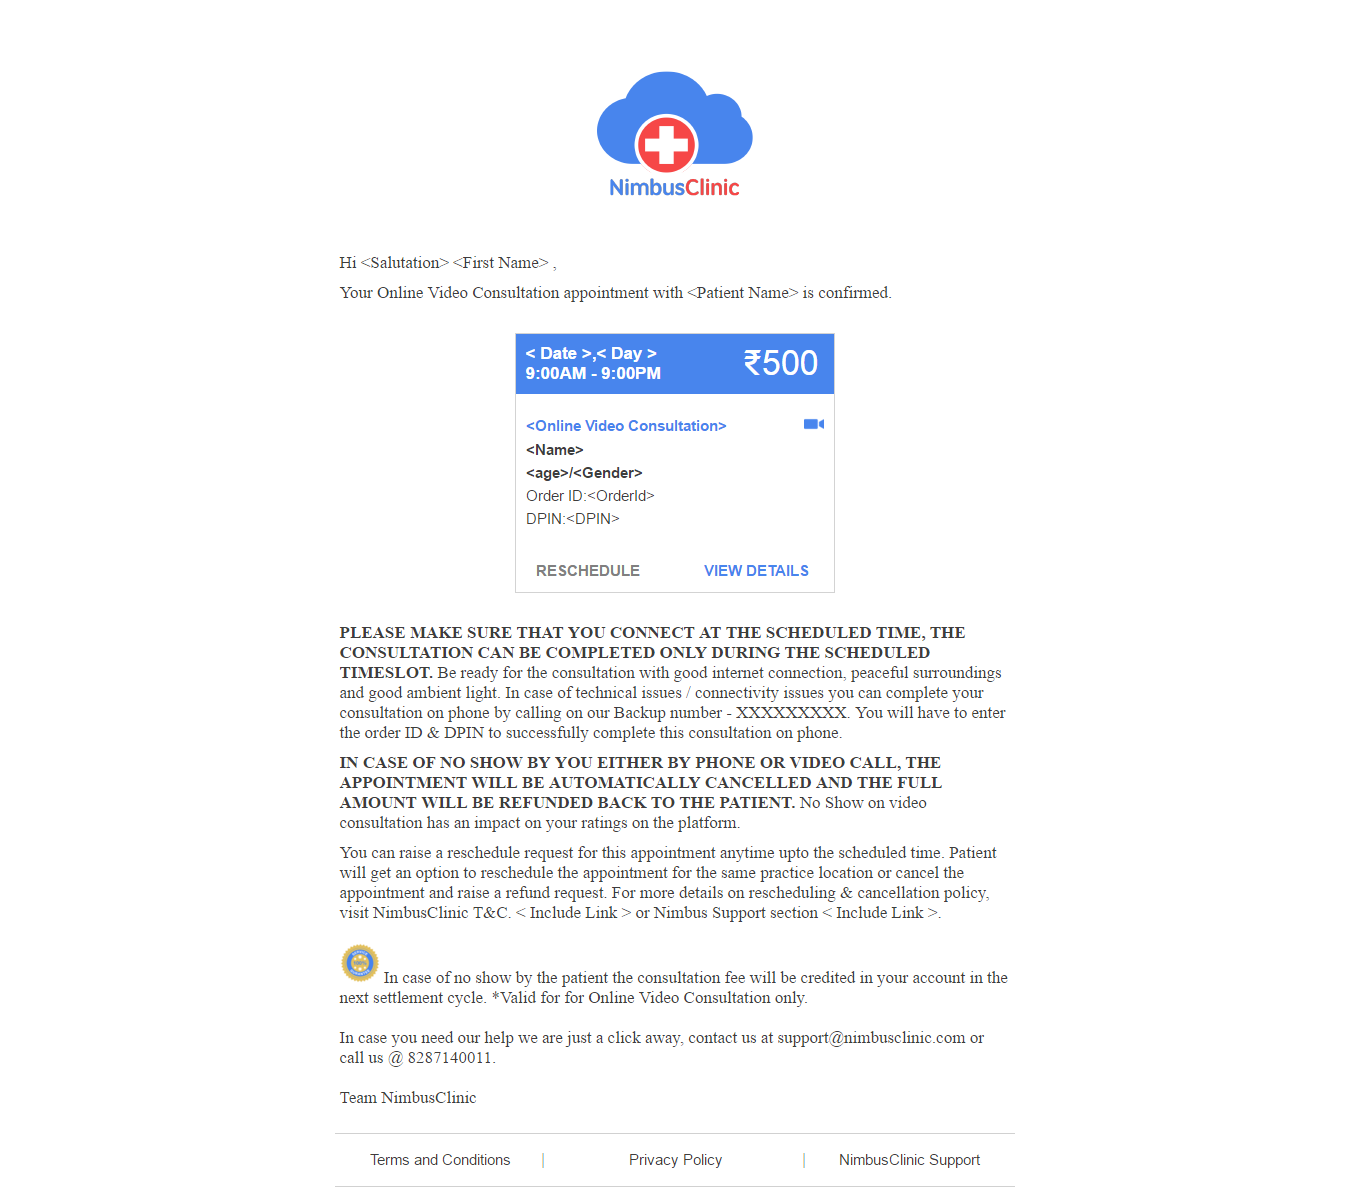 NimbusClinic
Hi <Salutation> <First Name> ,
Your Online Video Consultation appointment with <Patient Name> is confirmed.
< Date >,< Day >
9:00AM - 9:00PM
₹500
<Online Video Consultation>
<Name>
<age>/<Gender>
Order ID:<OrderId>
DPIN:<DPIN>
RESCHEDULE VIEW DETAILS
PLEASE MAKE SURE THAT YOU CONNECT AT THE SCHEDULED TIME, THE
CONSULTATION CAN BE COMPLETED ONLY DURING THE SCHEDULED
TIMESLOT. Be ready for the consultation with good internet connection, peaceful surroundings
and good ambient light. In case of technical issues / connectivity issues you can complete your
consultation on phone by calling on our Backup number - XXXXXXXXX. You will have to enter
the order ID & DPIN to successfully complete this consultation on phone.
IN CASE OF NO SHOW BY YOU EITHER BY PHONE OR VIDEO CALL, THE
APPOINTMENT WILL BE AUTOMATICALLY CANCELLED AND THE FULL
AMOUNT WILL BE REFUNDED BACK TO THE PATIENT. No Show on video
consultation has an impact on your ratings on the platform.
You can raise a reschedule request for this appointment anytime upto the scheduled time. Patient
will get an option to reschedule the appointment for the same practice location or cancel the
appointment and raise a refund request. For more details on rescheduling & cancellation policy,
visit NimbusClinic T&C. < Include Link > or Nimbus Support section < Include Link >.
In case of no show by the patient the consultation fee will be credited in your account in the
next settlement cycle. *Valid for for Online Video Consultation only.
In case you need our help we are just a click away, contact us at support@nimbusclinic.com or
call us @ 8287140011.
Team NimbusClinic
Terms and Conditions | Privacy Policy | NimbusClinic Support